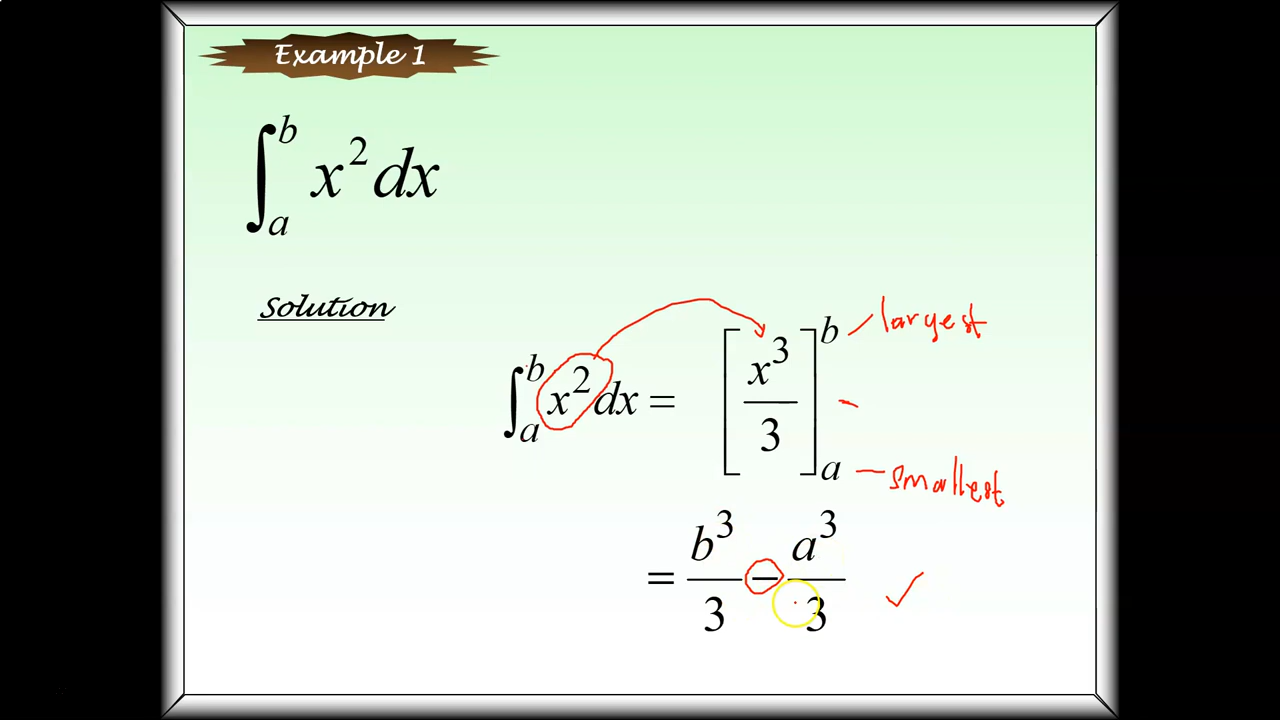 Example 1
∫_a^b x² dx
Solution
∫_a^b x² dx = [x³/3]_a^b
largest
smallest
= b³/3 − a³/3